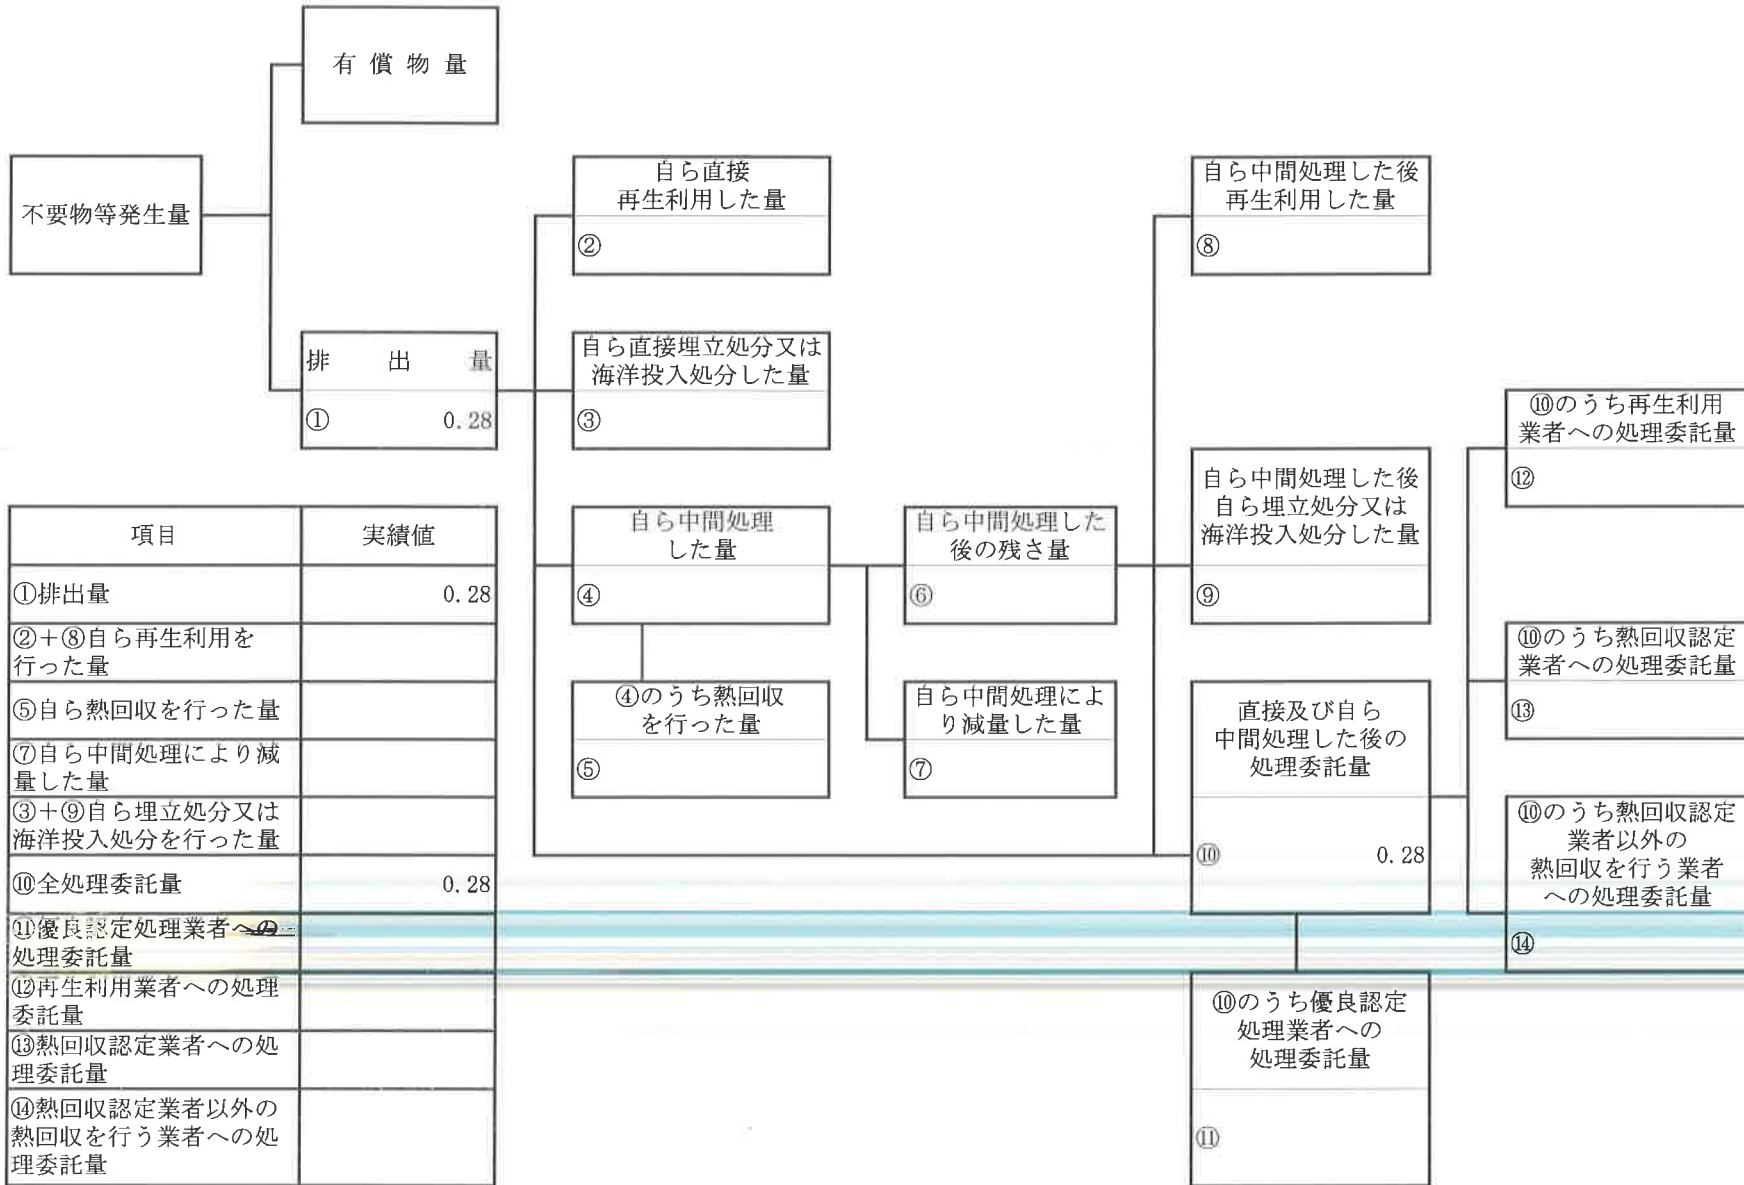 有償物量
不要物等発生量
排出量
① 0.28
自ら直接
再生利用した量
②
自ら直接埋立処分又は
海洋投入処分した量
③
自ら中間処理
した量
④
④のうち熱回収
を行った量
⑤
自ら中間処理した
後の残さ量
⑥
自ら中間処理によ
り減量した量
⑦
自ら中間処理した後
再生利用した量
⑧
自ら中間処理した後
自ら埋立処分又は
海洋投入処分した量
⑨
直接及び自ら
中間処理した後の
処理委託量
⑩ 0.28
⑩のうち優良認定
処理業者への
処理委託量
⑪
⑩のうち再生利用
業者への処理委託量
⑫
⑩のうち熱回収認定
業者への処理委託量
⑬
⑩のうち熱回収認定
業者以外の
熱回収を行う業者
への処理委託量
⑭
項目 実績値
①排出量 0.28
②+⑧自ら再生利用を
行った量
⑤自ら熱回収を行った量
⑦自ら中間処理により減
量した量
③+⑨自ら埋立処分又は
海洋投入処分を行った量
⑩全処理委託量 0.28
⑪優良認定処理業者への
処理委託量
⑫再生利用業者への処理
委託量
⑬熱回収認定業者への処
理委託量
⑭熱回収認定業者以外の
熱回収を行う業者への処
理委託量